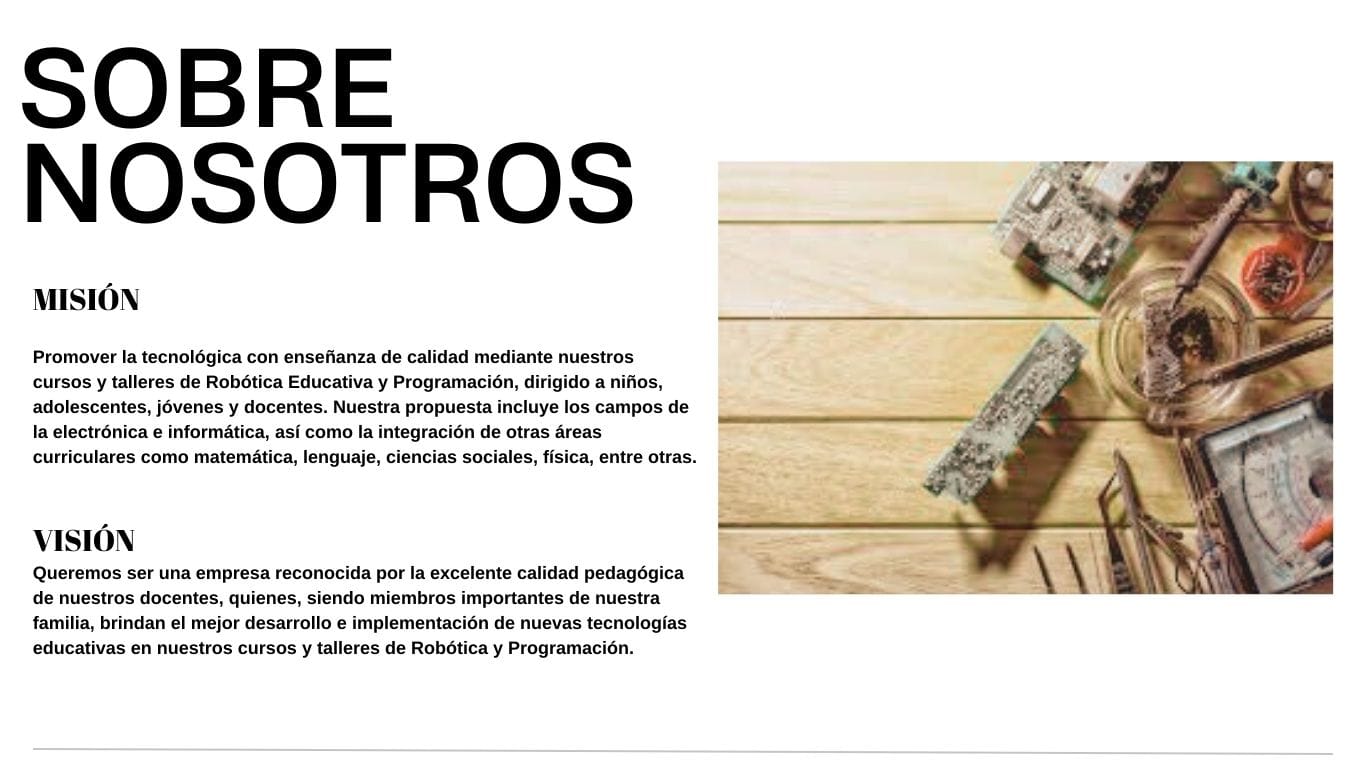 SOBRE
NOSOTROS
MISIÓN
Promover la tecnológica con enseñanza de calidad mediante nuestros
cursos y talleres de Robótica Educativa y Programación, dirigido a niños,
adolescentes, jóvenes y docentes. Nuestra propuesta incluye los campos de
la electrónica e informática, así como la integración de otras áreas
curriculares como matemática, lenguaje, ciencias sociales, física, entre otras.
VISIÓN
Queremos ser una empresa reconocida por la excelente calidad pedagógica
de nuestros docentes, quienes, siendo miembros importantes de nuestra
familia, brindan el mejor desarrollo e implementación de nuevas tecnologías
educativas en nuestros cursos y talleres de Robótica y Programación.